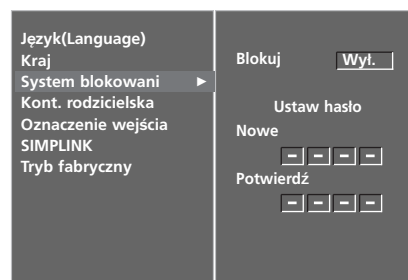 Język(Language)
Kraj
System blokowani ►
Kont. rodzicielska
Oznaczenie wejścia
SIMPLINK
Tryb fabryczny
Blokuj Wył.
Ustaw hasło
Nowe
– – – –
Potwierdź
– – – –